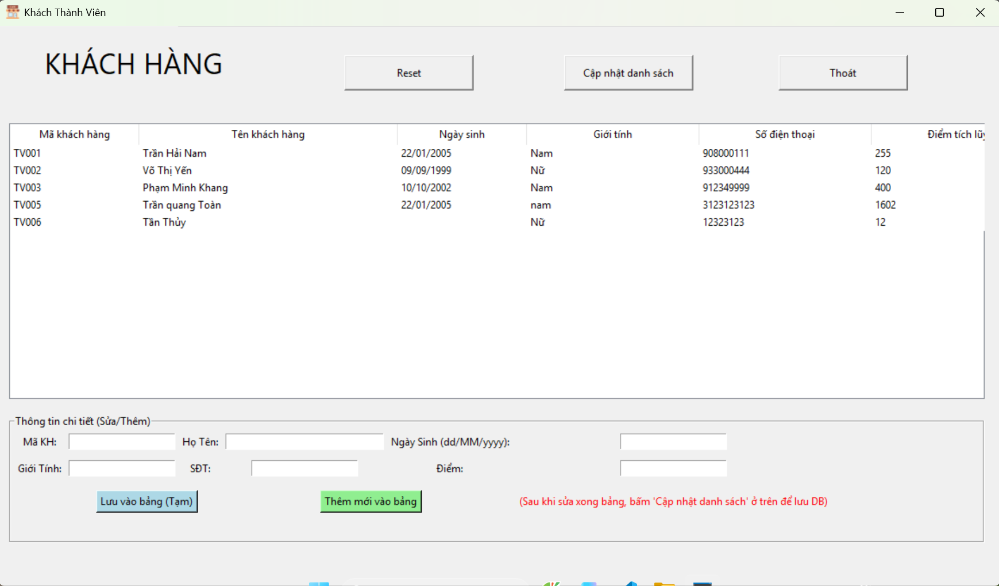 Khách Thành Viên
KHÁCH HÀNG
Reset
Cập nhật danh sách
Thoát
Mã khách hàng Tên khách hàng Ngày sinh Giới tính Số điện thoại Điểm tích lũy
TV001 Trần Hải Nam 22/01/2005 Nam 908000111 255
TV002 Võ Thị Yến 09/09/1999 Nữ 933000444 120
TV003 Phạm Minh Khang 10/10/2002 Nam 912349999 400
TV005 Trần quang Toàn 22/01/2005 nam 3123123123 1602
TV006 Tần Thủy Nữ 12323123 12
Thông tin chi tiết (Sửa/Thêm)
Mã KH: Họ Tên: Ngày Sinh (dd/MM/yyyy):
Giới Tính: SĐT: Điểm:
Lưu vào bảng (Tạm) Thêm mới vào bảng (Sau khi sửa xong bảng, bấm 'Cập nhật danh sách' ở trên để lưu DB)